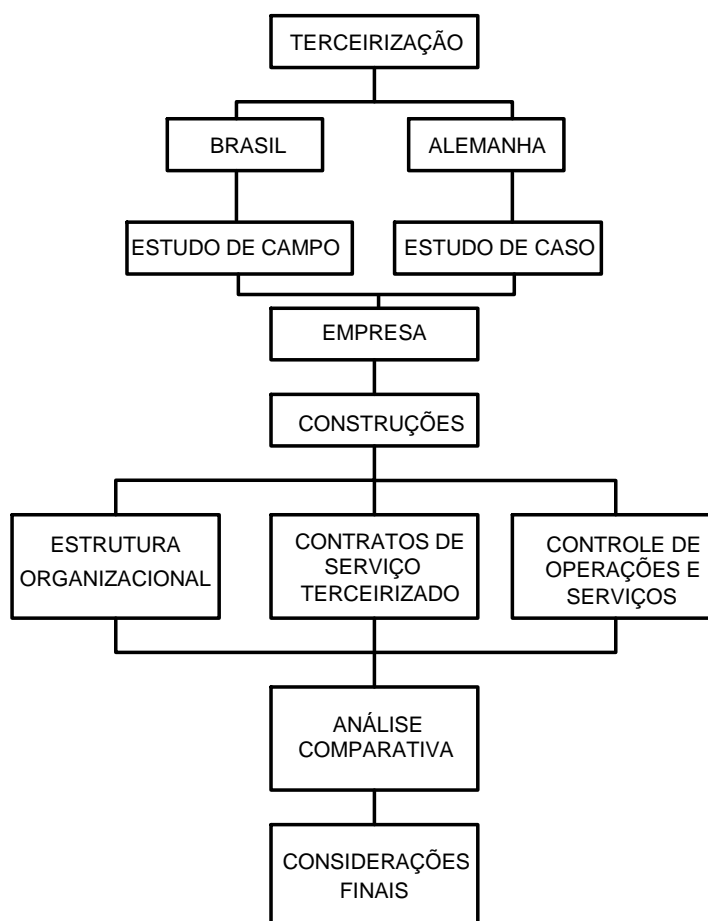 TERCEIRIZAÇÃO
BRASIL
ALEMANHA
ESTUDO DE CAMPO
ESTUDO DE CASO
EMPRESA
CONSTRUÇÕES
ESTRUTURA
ORGANIZACIONAL
CONTRATOS DE
SERVIÇO
TERCEIRIZADO
CONTROLE DE
OPERAÇÕES E
SERVIÇOS
ANÁLISE
COMPARATIVA
CONSIDERAÇÕES
FINAIS